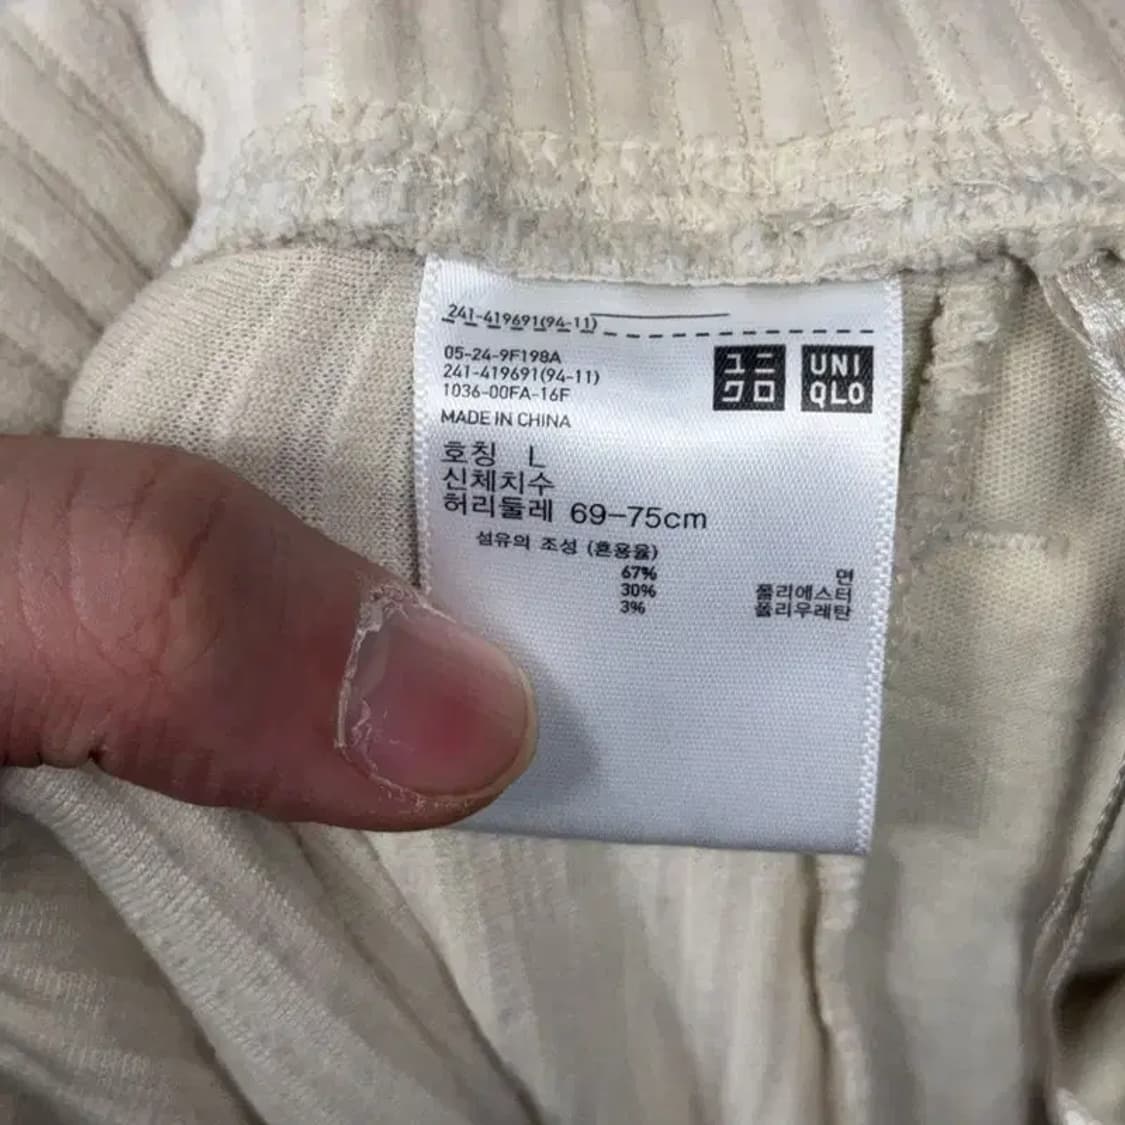 241-419691(94-11)
05-24-9F198A
241-419691(94-11)
1036-00FA-16F
MADE IN CHINA
ユニ
クロ
UNI
QLO
호칭 L
신체치수
허리둘레 69-75cm
섬유의 조성 (혼용율)
67% 면
30% 폴리에스터
3% 폴리우레탄